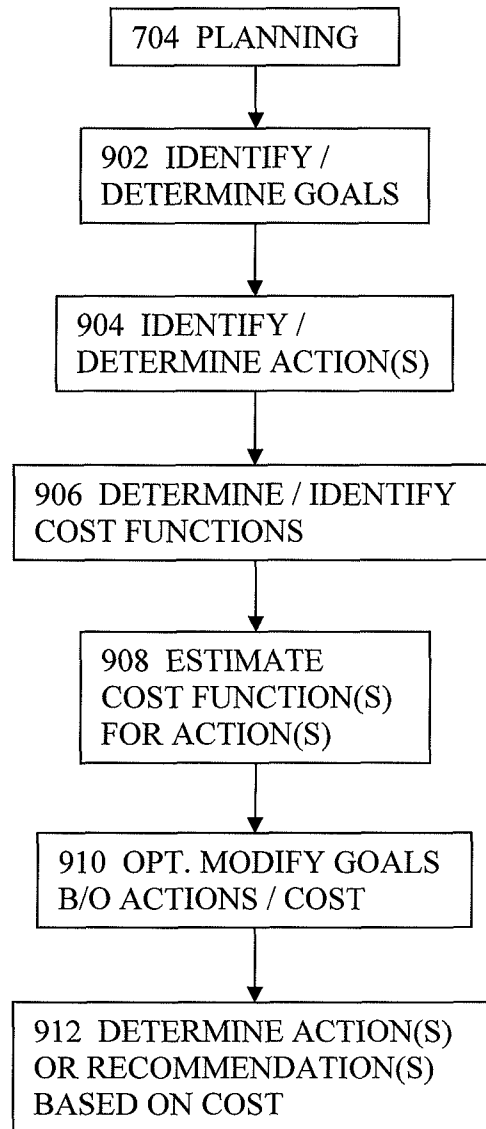 704 PLANNING
902 IDENTIFY /
DETERMINE GOALS
904 IDENTIFY /
DETERMINE ACTION(S)
906 DETERMINE / IDENTIFY
COST FUNCTIONS
908 ESTIMATE
COST FUNCTION(S)
FOR ACTION(S)
910 OPT. MODIFY GOALS
B/O ACTIONS / COST
912 DETERMINE ACTION(S)
OR RECOMMENDATION(S)
BASED ON COST